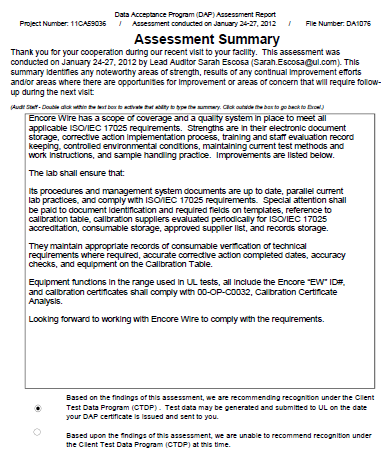 Data Acceptance Program (DAP) Assessment Report
Project Number: 11CA59036 / Assessment conducted on January 24-27, 2012 / File Number: DA1076
Assessment Summary
Thank you for your cooperation during our recent visit to your facility. This assessment was
conducted on January 24-27, 2012 by Lead Auditor Sarah Escosa (Sarah.Escosa@ul.com). This
summary identifies any noteworthy areas of strength, results of any continual improvement efforts
and/or areas where there are opportunities for improvement or areas of concern that will require follow-
up during the next visit:
(Audit Staff - Double click within the text box to activate that ability to type the summary. Click outside the box to go back to Excel.)
Encore Wire has a scope of coverage and a quality system in place to meet all
applicable ISO/IEC 17025 requirements. Strengths are in their electronic document
storage, corrective action implementation process, training and staff evaluation record
keeping, controlled environmental conditions, maintaining current test methods and
work instructions, and sample handling practice. Improvements are listed below.
The lab shall ensure that:
Its procedures and management system documents are up to date, parallel current
lab practices, and comply with ISO/IEC 17025 requirements. Special attention shall
be paid to document identification and required fields on templates, reference to
calibration table, calibration suppliers evaluated periodically for ISO/IEC 17025
accreditation, consumable storage, approved supplier list, and records storage.
They maintain appropriate records of consumable verification of technical
requirements where required, accurate corrective action completed dates, accuracy
checks, and equipment on the Calibration Table.
Equipment functions in the range used in UL tests, all include the Encore "EW" ID#,
and calibration certificates shall comply with 00-OP-C0032, Calibration Certificate
Analysis.
Looking forward to working with Encore Wire to comply with the requirements.
Based on the findings of this assessment, we are recommending recognition under the Client
Test Data Program (CTDP) . Test data may be generated and submitted to UL on the date
your DAP certificate is issued and sent to you.
Based upon the findings of this assessment, we are unable to recommend recognition under
the Client Test Data Program (CTDP) at this time.